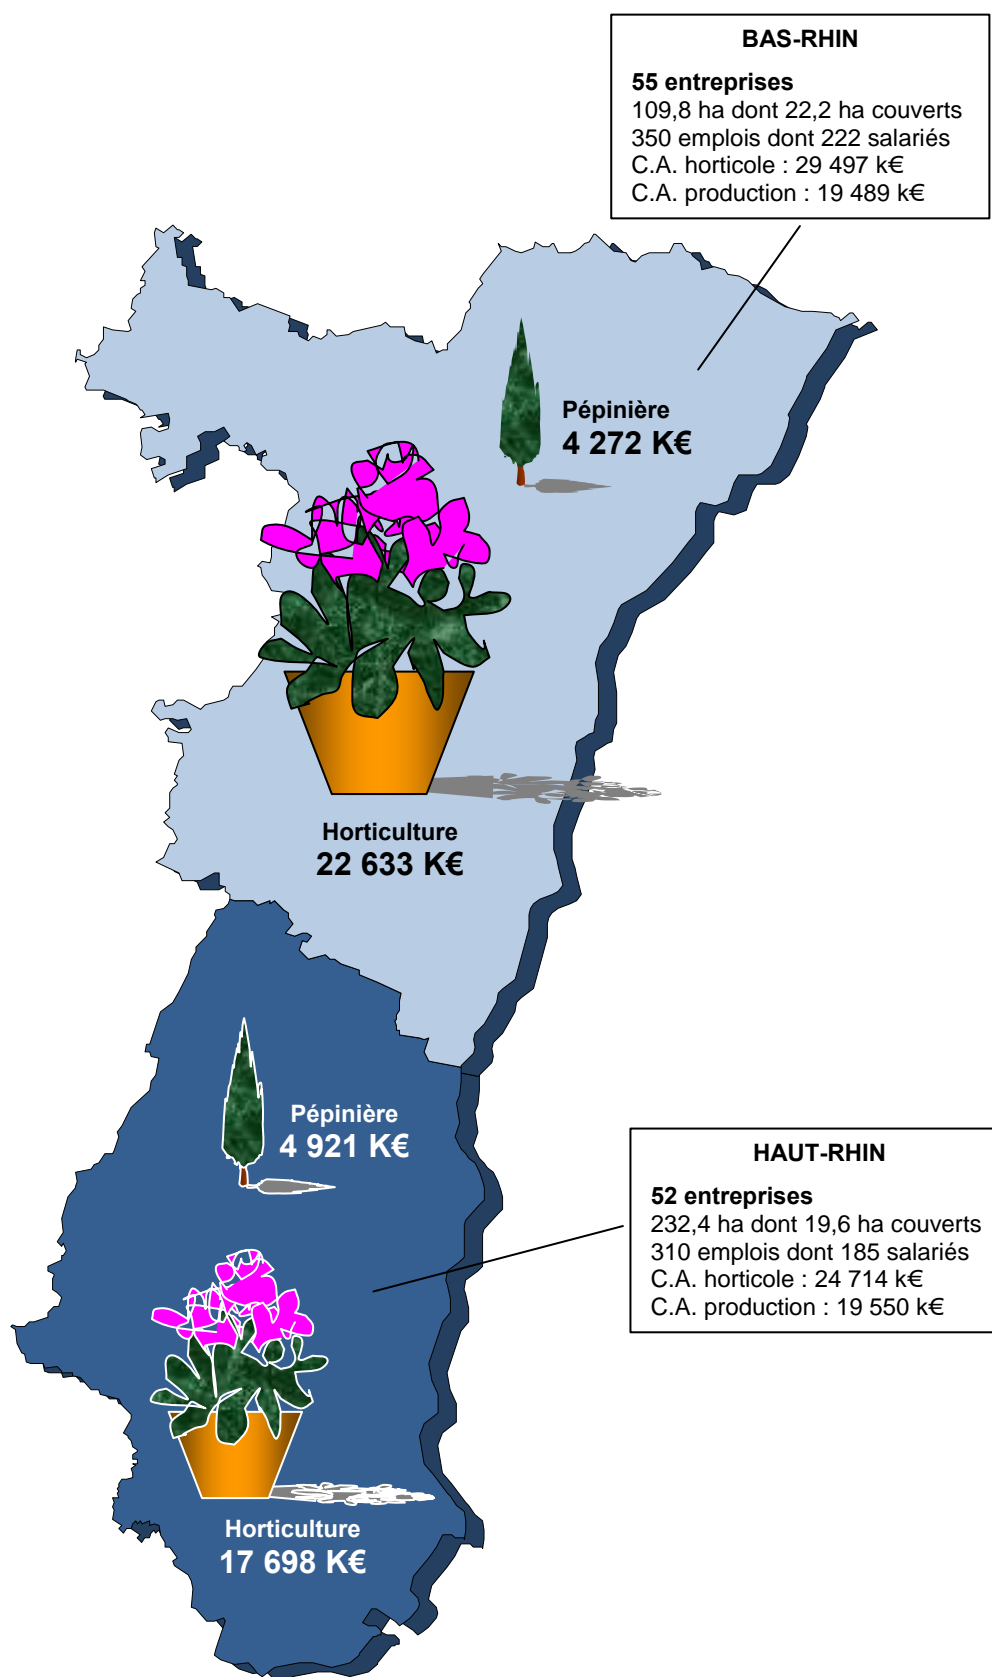 BAS-RHIN
55 entreprises
109,8 ha dont 22,2 ha couverts
350 emplois dont 222 salariés
C.A. horticole : 29 497 k€
C.A. production : 19 489 k€
Pépinière
4 272 K€
Horticulture
22 633 K€
Pépinière
4 921 K€
HAUT-RHIN
52 entreprises
232,4 ha dont 19,6 ha couverts
310 emplois dont 185 salariés
C.A. horticole : 24 714 k€
C.A. production : 19 550 k€
Horticulture
17 698 K€